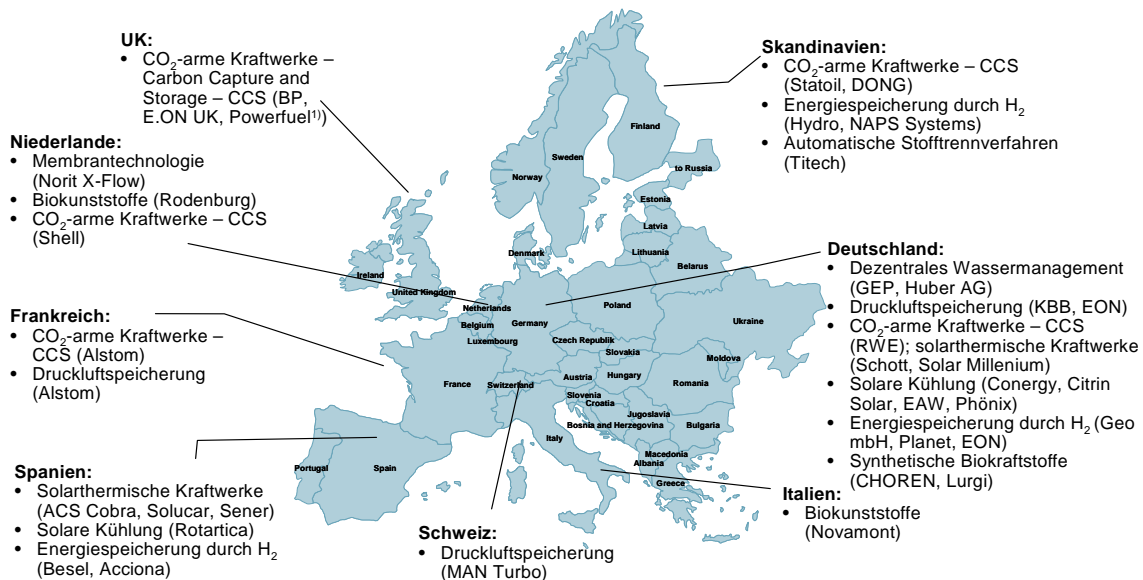 UK:
• CO₂-arme Kraftwerke –
Carbon Capture and
Storage – CCS (BP,
E.ON UK, Powerfuel¹⁾)
Niederlande:
• Membrantechnologie
(Norit X-Flow)
• Biokunststoffe (Rodenburg)
• CO₂-arme Kraftwerke – CCS
(Shell)
Frankreich:
• CO₂-arme Kraftwerke –
CCS (Alstom)
• Druckluftspeicherung
(Alstom)
Spanien:
• Solarthermische Kraftwerke
(ACS Cobra, Solucar, Sener)
• Solare Kühlung (Rotartica)
• Energiespeicherung durch H₂
(Besel, Acciona)
Schweiz:
• Druckluftspeicherung
(MAN Turbo)
Skandinavien:
• CO₂-arme Kraftwerke – CCS
(Statoil, DONG)
• Energiespeicherung durch H₂
(Hydro, NAPS Systems)
• Automatische Stofftrennverfahren
(Titech)
Deutschland:
• Dezentrales Wassermanagement
(GEP, Huber AG)
• Druckluftspeicherung (KBB, EON)
• CO₂-arme Kraftwerke – CCS
(RWE); solarthermische Kraftwerke
(Schott, Solar Millenium)
• Solare Kühlung (Conergy, Citrin
Solar, EAW, Phönix)
• Energiespeicherung durch H₂ (Geo
mbH, Planet, EON)
• Synthetische Biokraftstoffe
(CHOREN, Lurgi)
Italien:
• Biokunststoffe
(Novamont)
Finland
Sweden
Norway
to Russia
Estonia
Latvia
Lithuania
Denmark
Belarus
Ireland
United Kingdom
Netherlands
Poland
Belgium
Germany
Ukraine
Luxembourg
Czech Republik
Slovakia
Moldova
France
Switzerland
Austria
Hungary
Romania
Slovenia
Croatia
Jugoslavia
Bosnia and Herzegovina
Bulgaria
Italy
Macedonia
Albania
Greece
Portugal
Spain